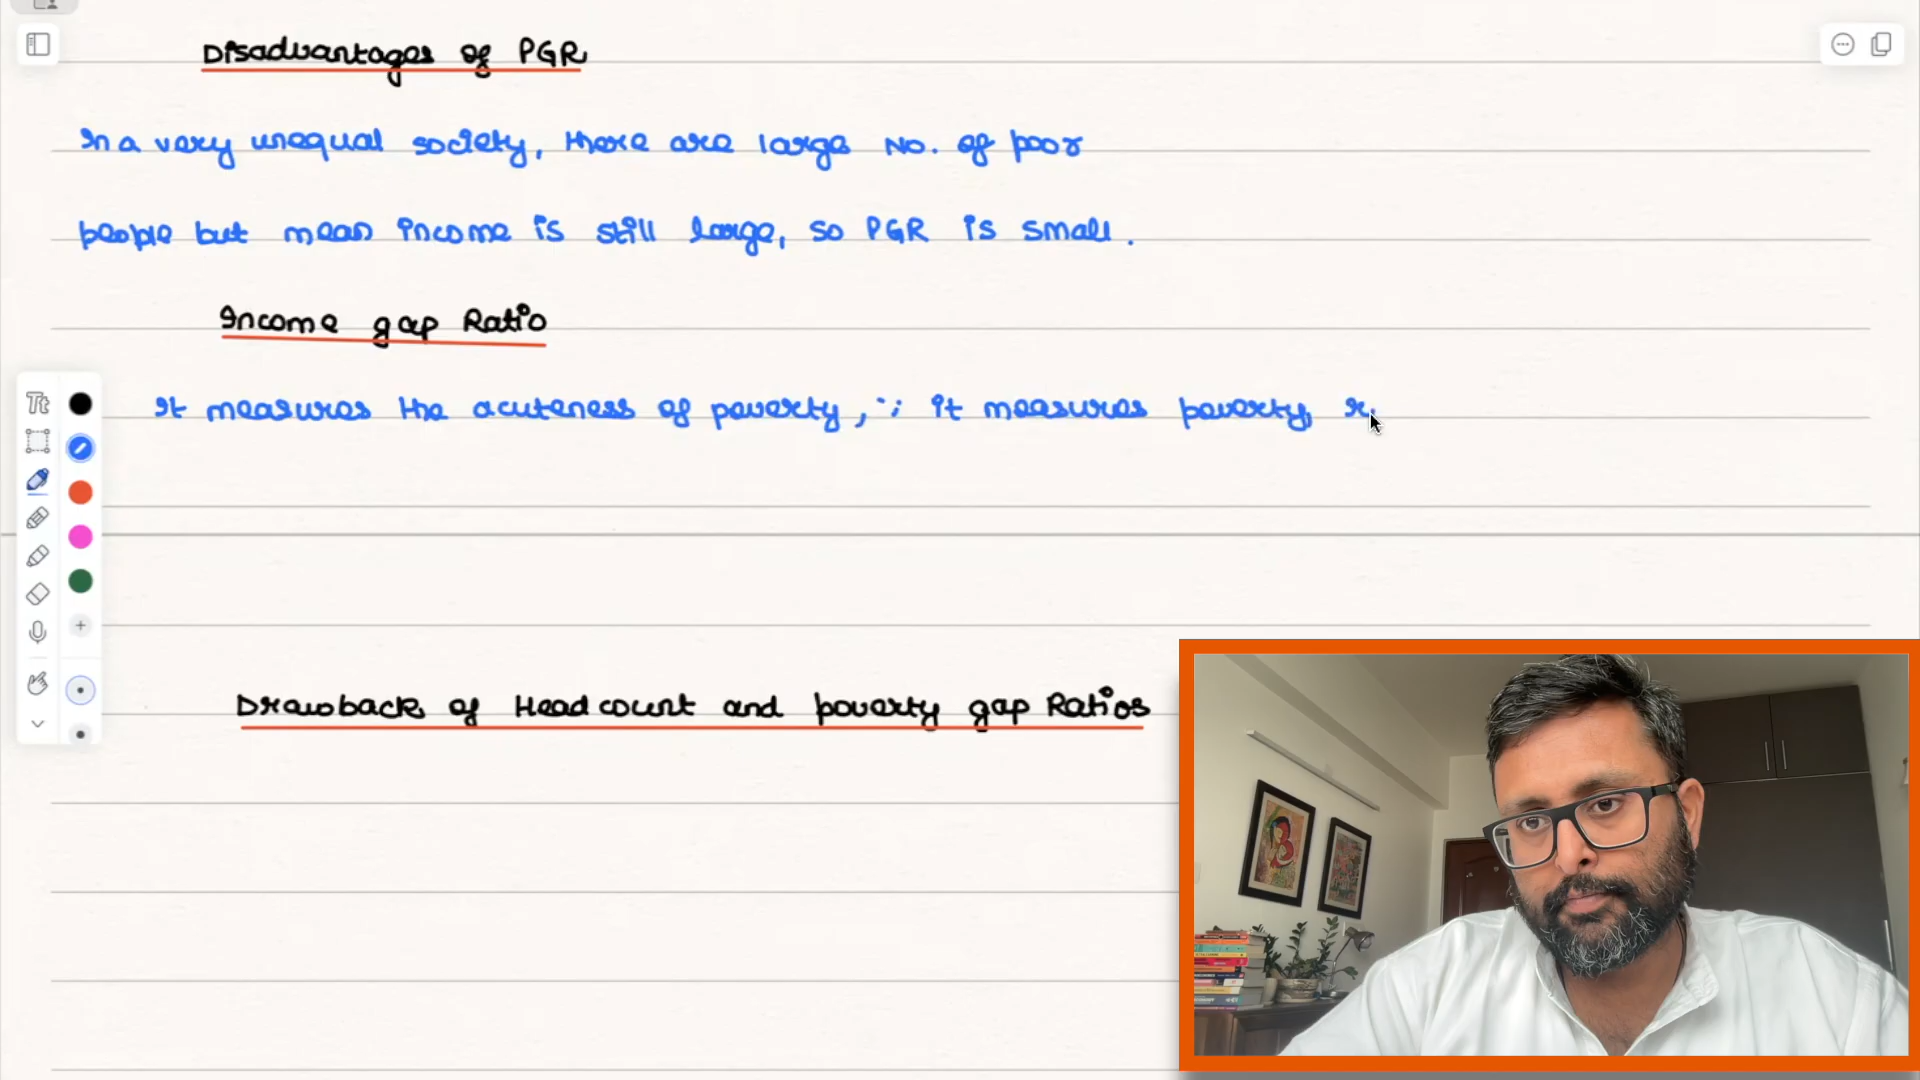 Disadvantages of PGR
In a very unequal society, there are large No. of poor
people but mean income is still large, so PGR is small.
Income gap Ratio
It measures the acuteness of poverty, ∵ it measures poverty,
Drawback of Head count and poverty gap Ratios
Tt